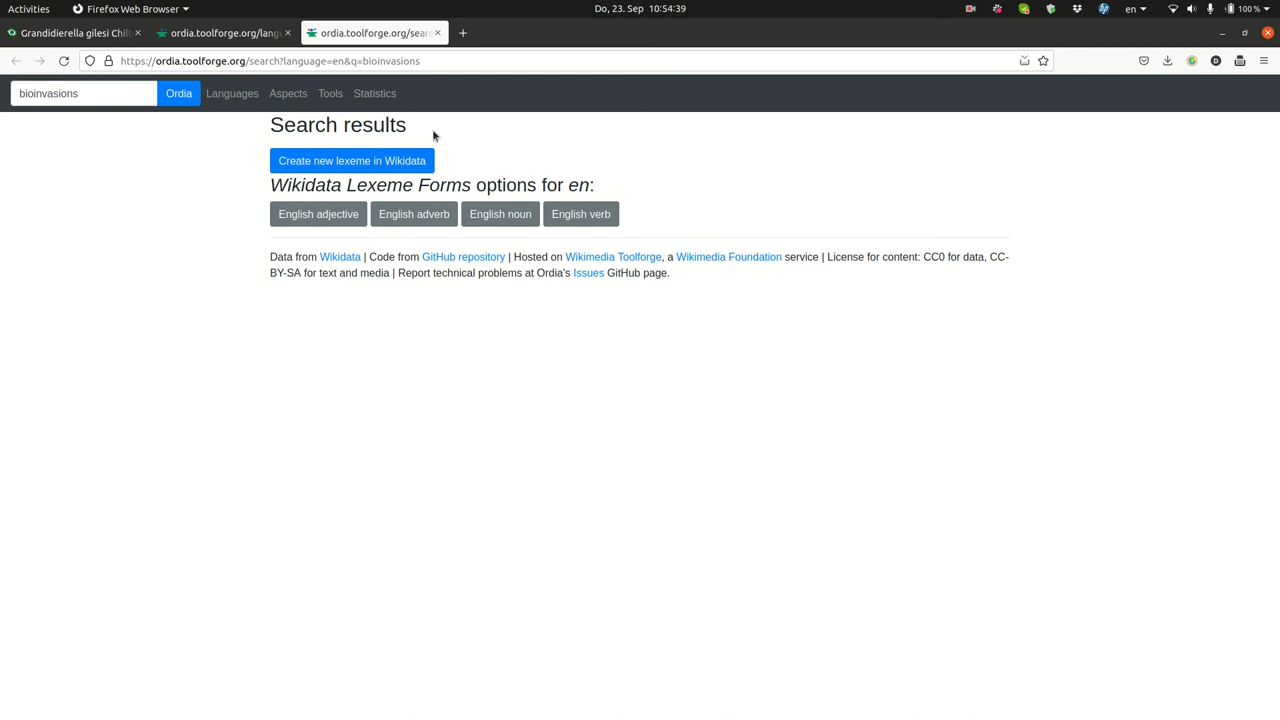 Activities Firefox Web Browser Do, 23. Sep 10:54:39 en 100 %
Grandidierella gilesi Chil ordia.toolforge.org/lang ordia.toolforge.org/sear
https://ordia.toolforge.org/search?language=en&q=bioinvasions
bioinvasions Ordia Languages Aspects Tools Statistics
Search results
Create new lexeme in Wikidata
Wikidata Lexeme Forms options for en:
English adjective English adverb English noun English verb
Data from Wikidata | Code from GitHub repository | Hosted on Wikimedia Toolforge, a Wikimedia Foundation service | License for content: CC0 for data, CC-
BY-SA for text and media | Report technical problems at Ordia's Issues GitHub page.